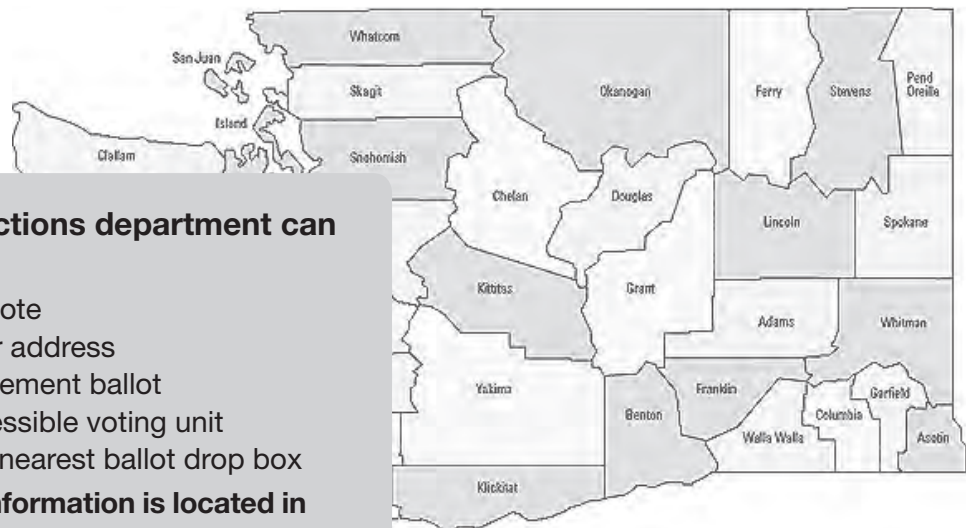 Whatcom
San Juan
Skagit
Okanogan
Ferry
Stevens
Pend
Oreille
Island
Clallam
Snohomish
Chelan
Douglas
Lincoln
Spokane
Kittitas
Grant
Adams
Whitman
Yakima
Benton
Franklin
Walla Walla
Columbia
Garfield
Asotin
Klickitat
ctions department can
ote
r address
ement ballot
essible voting unit
nearest ballot drop box
nformation is located in